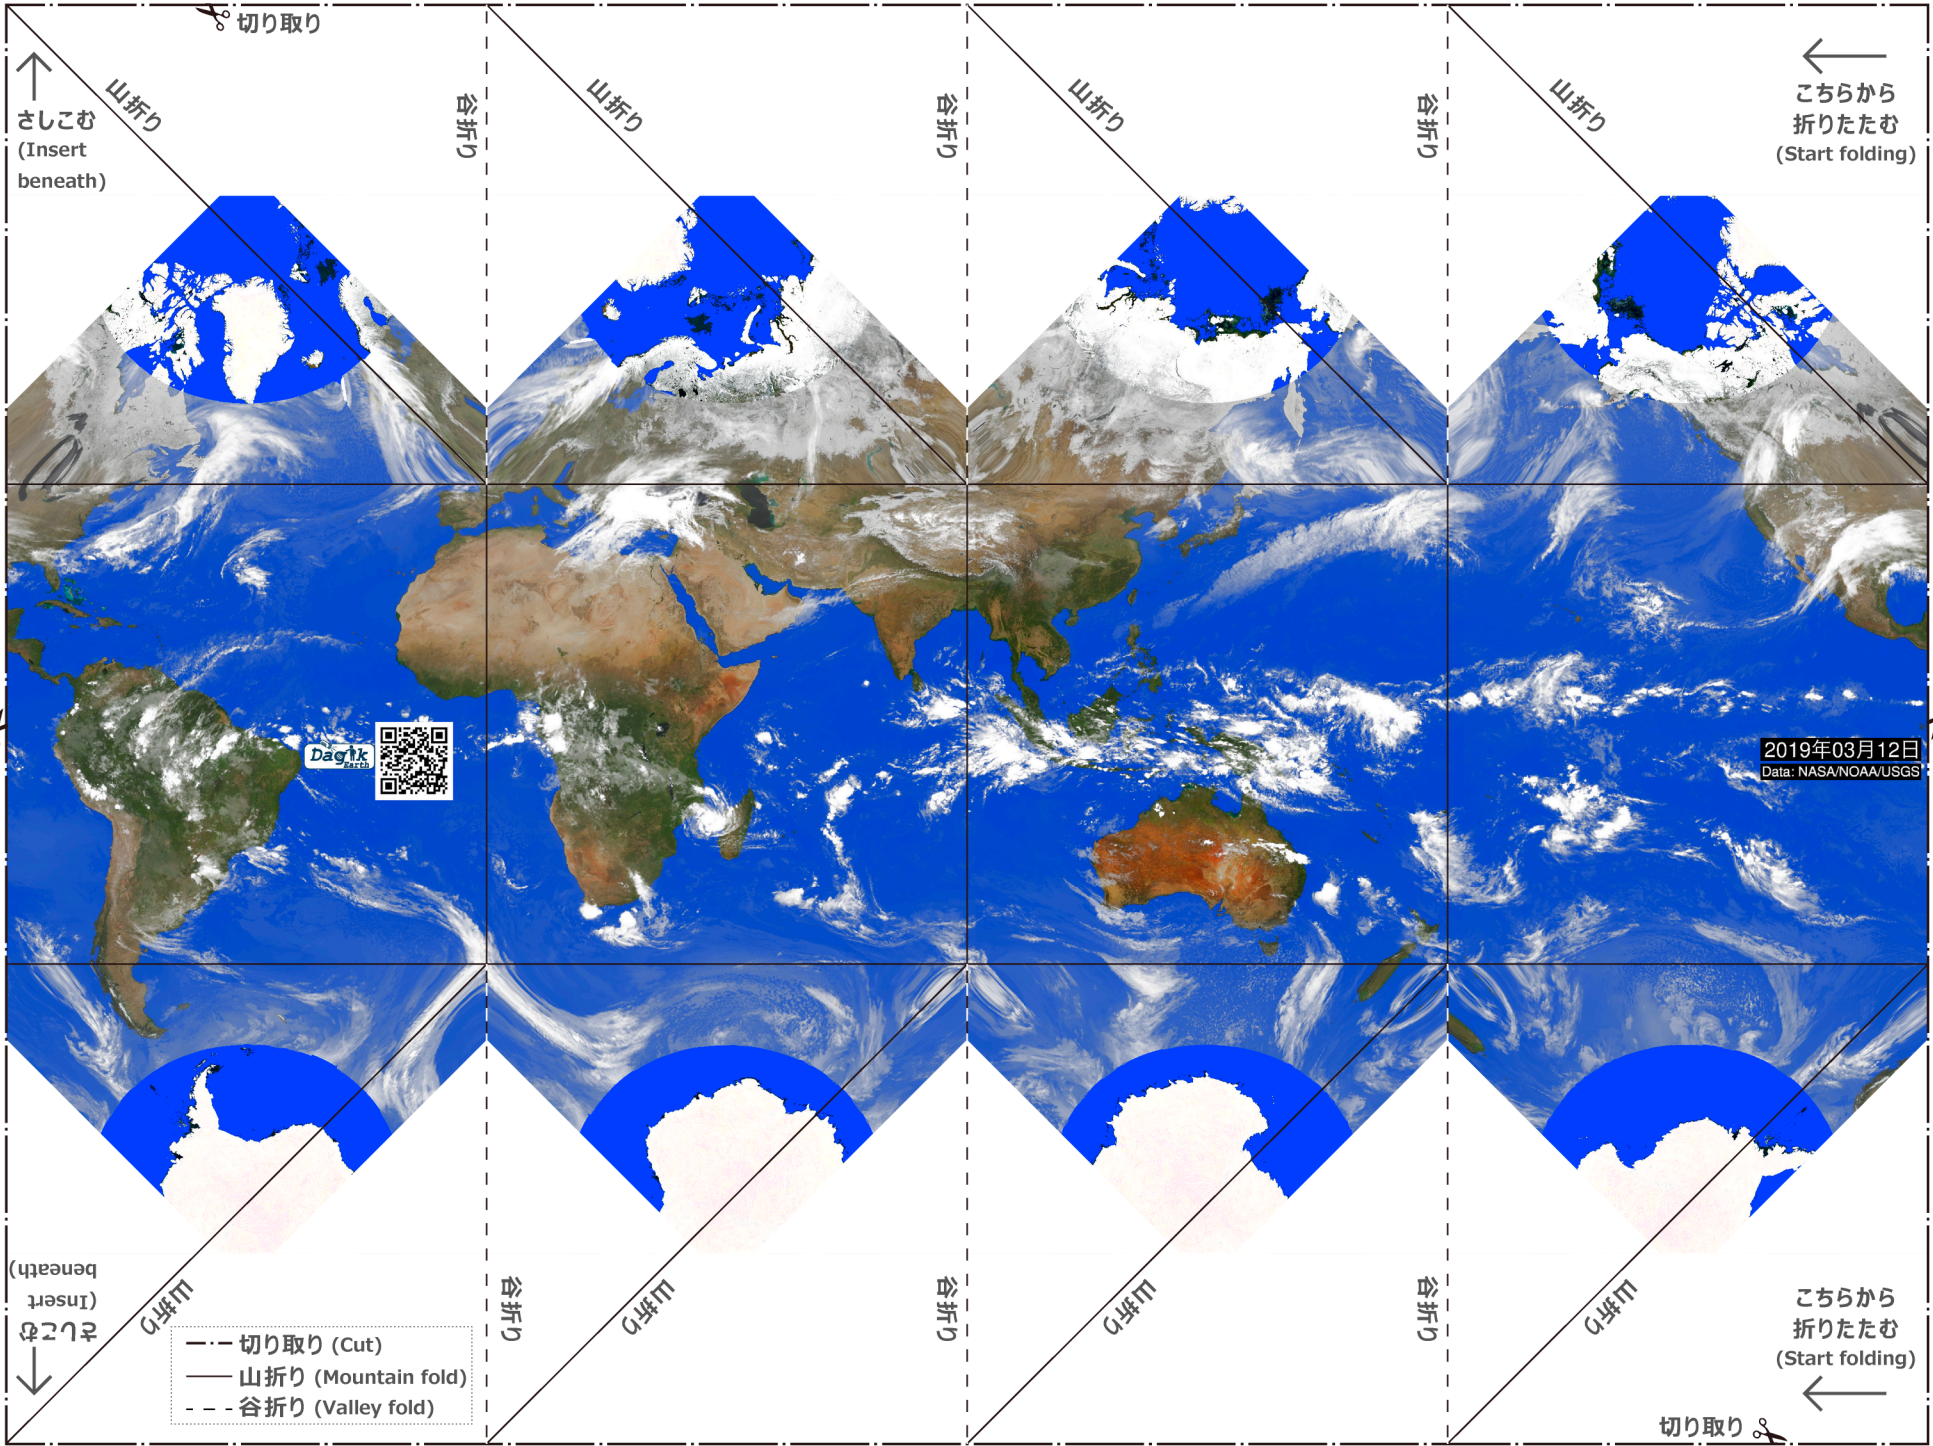 切り取り
山折り
谷折り
山折り
谷折り
山折り
谷折り
山折り
さしこむ
(Insert
beneath)
こちらから
折りたたむ
(Start folding)
Dagik
Earth
2019年03月12日
Data: NASA/NOAA/USGS
さしこむ
(Insert
beneath)
山折り
谷折り
山折り
谷折り
山折り
谷折り
山折り
こちらから
折りたたむ
(Start folding)
切り取り (Cut)
山折り (Mountain fold)
谷折り (Valley fold)
切り取り